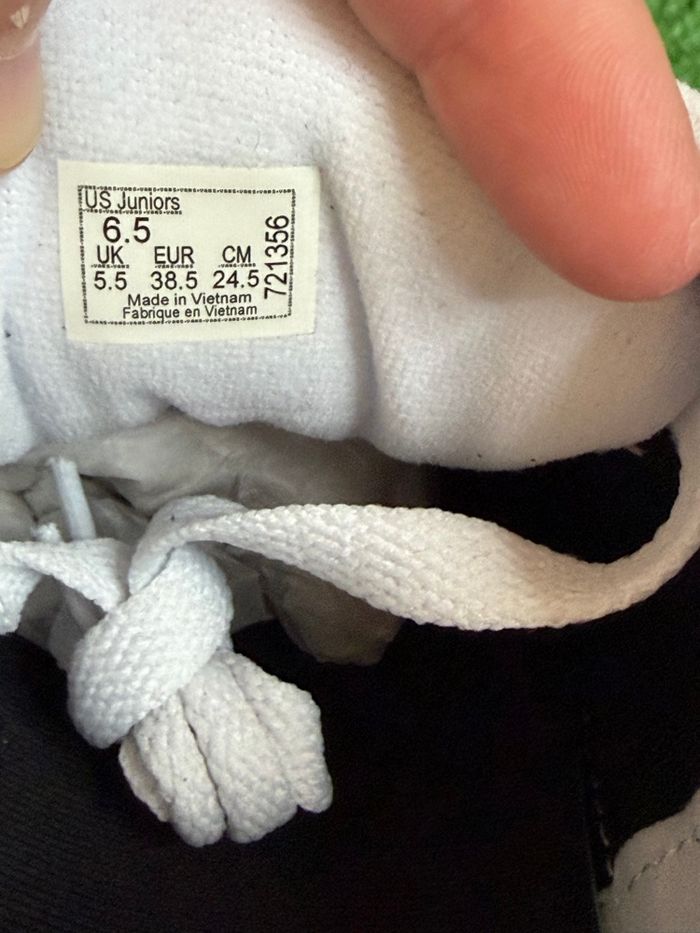 US Juniors
6.5
UK EUR CM
5.5 38.5 24.5
Made in Vietnam
Fabrique en Vietnam
721356